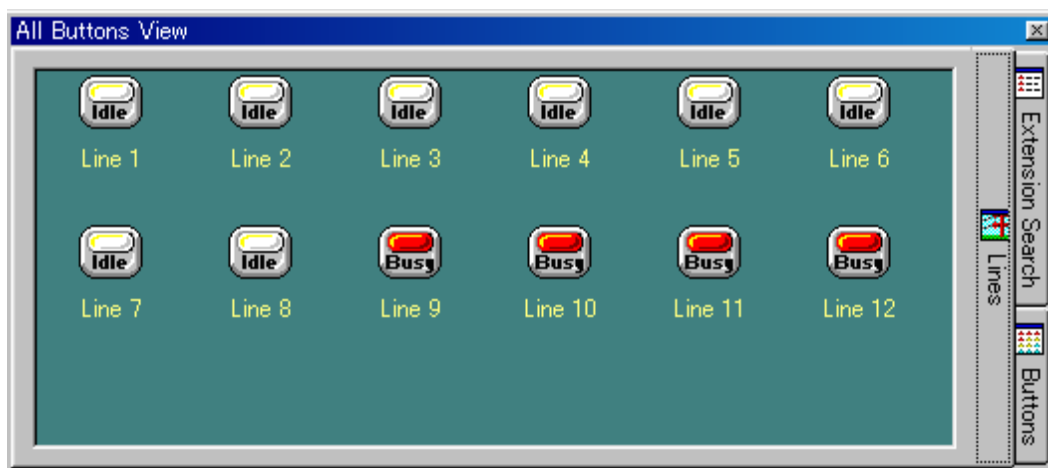 All Buttons View
Idle Idle Idle Idle Idle Idle
Line 1 Line 2 Line 3 Line 4 Line 5 Line 6
Idle Idle Busy Busy Busy Busy
Line 7 Line 8 Line 9 Line 10 Line 11 Line 12
Lines
Extension Search
Buttons